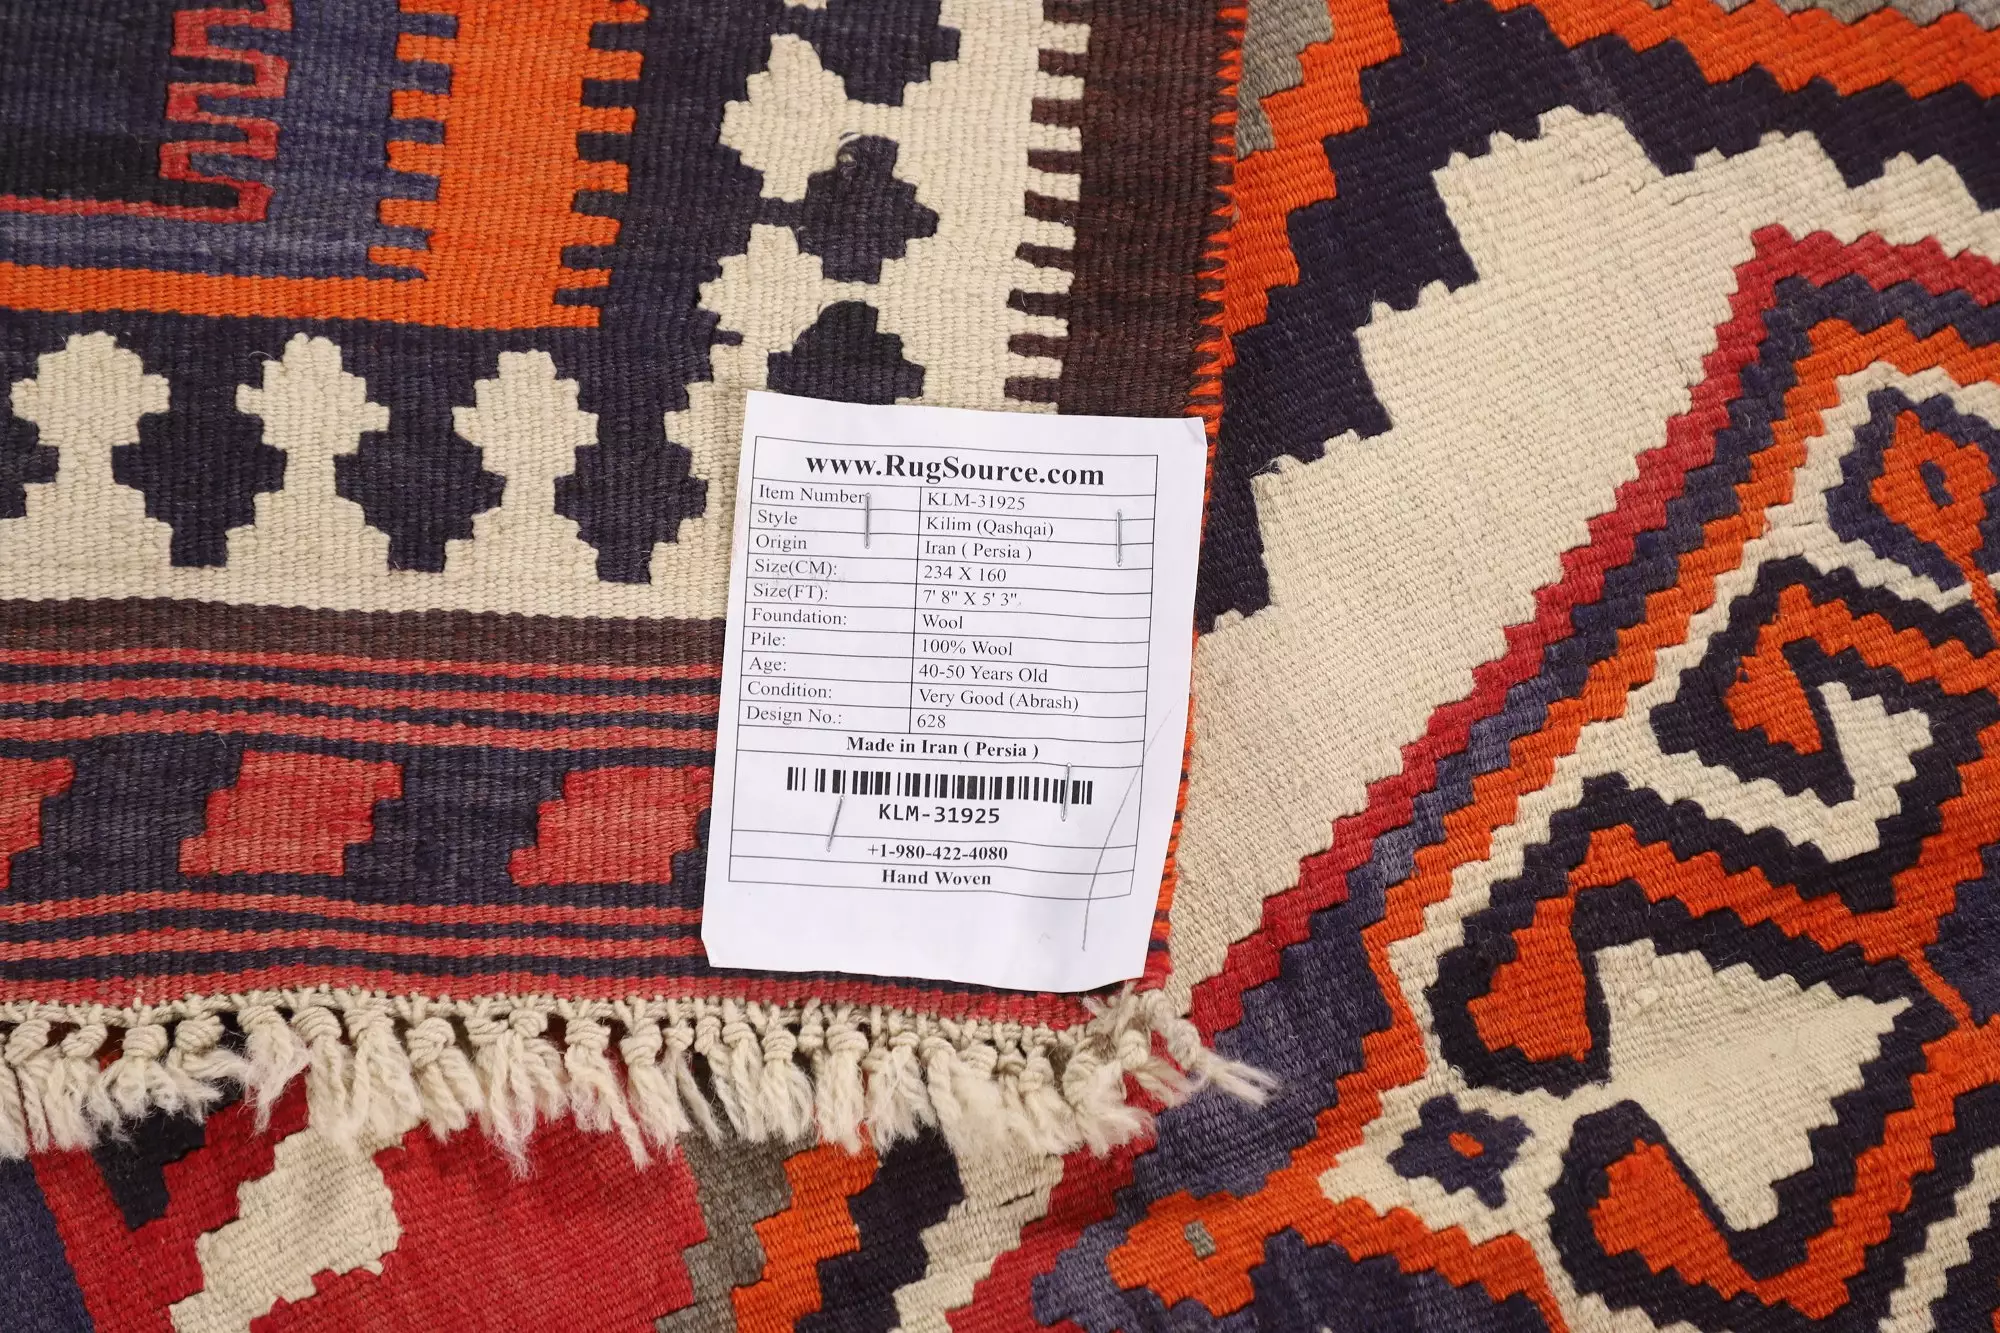 www.RugSource.com
Item Number KLM-31925
Style Kilim (Qashqai)
Origin Iran ( Persia )
Size(CM): 234 X 160
Size(FT): 7' 8" X 5' 3"
Foundation: Wool
Pile: 100% Wool
Age: 40-50 Years Old
Condition: Very Good (Abrash)
Design No.: 628
Made in Iran ( Persia )
KLM-31925
+1-980-422-4080
Hand Woven